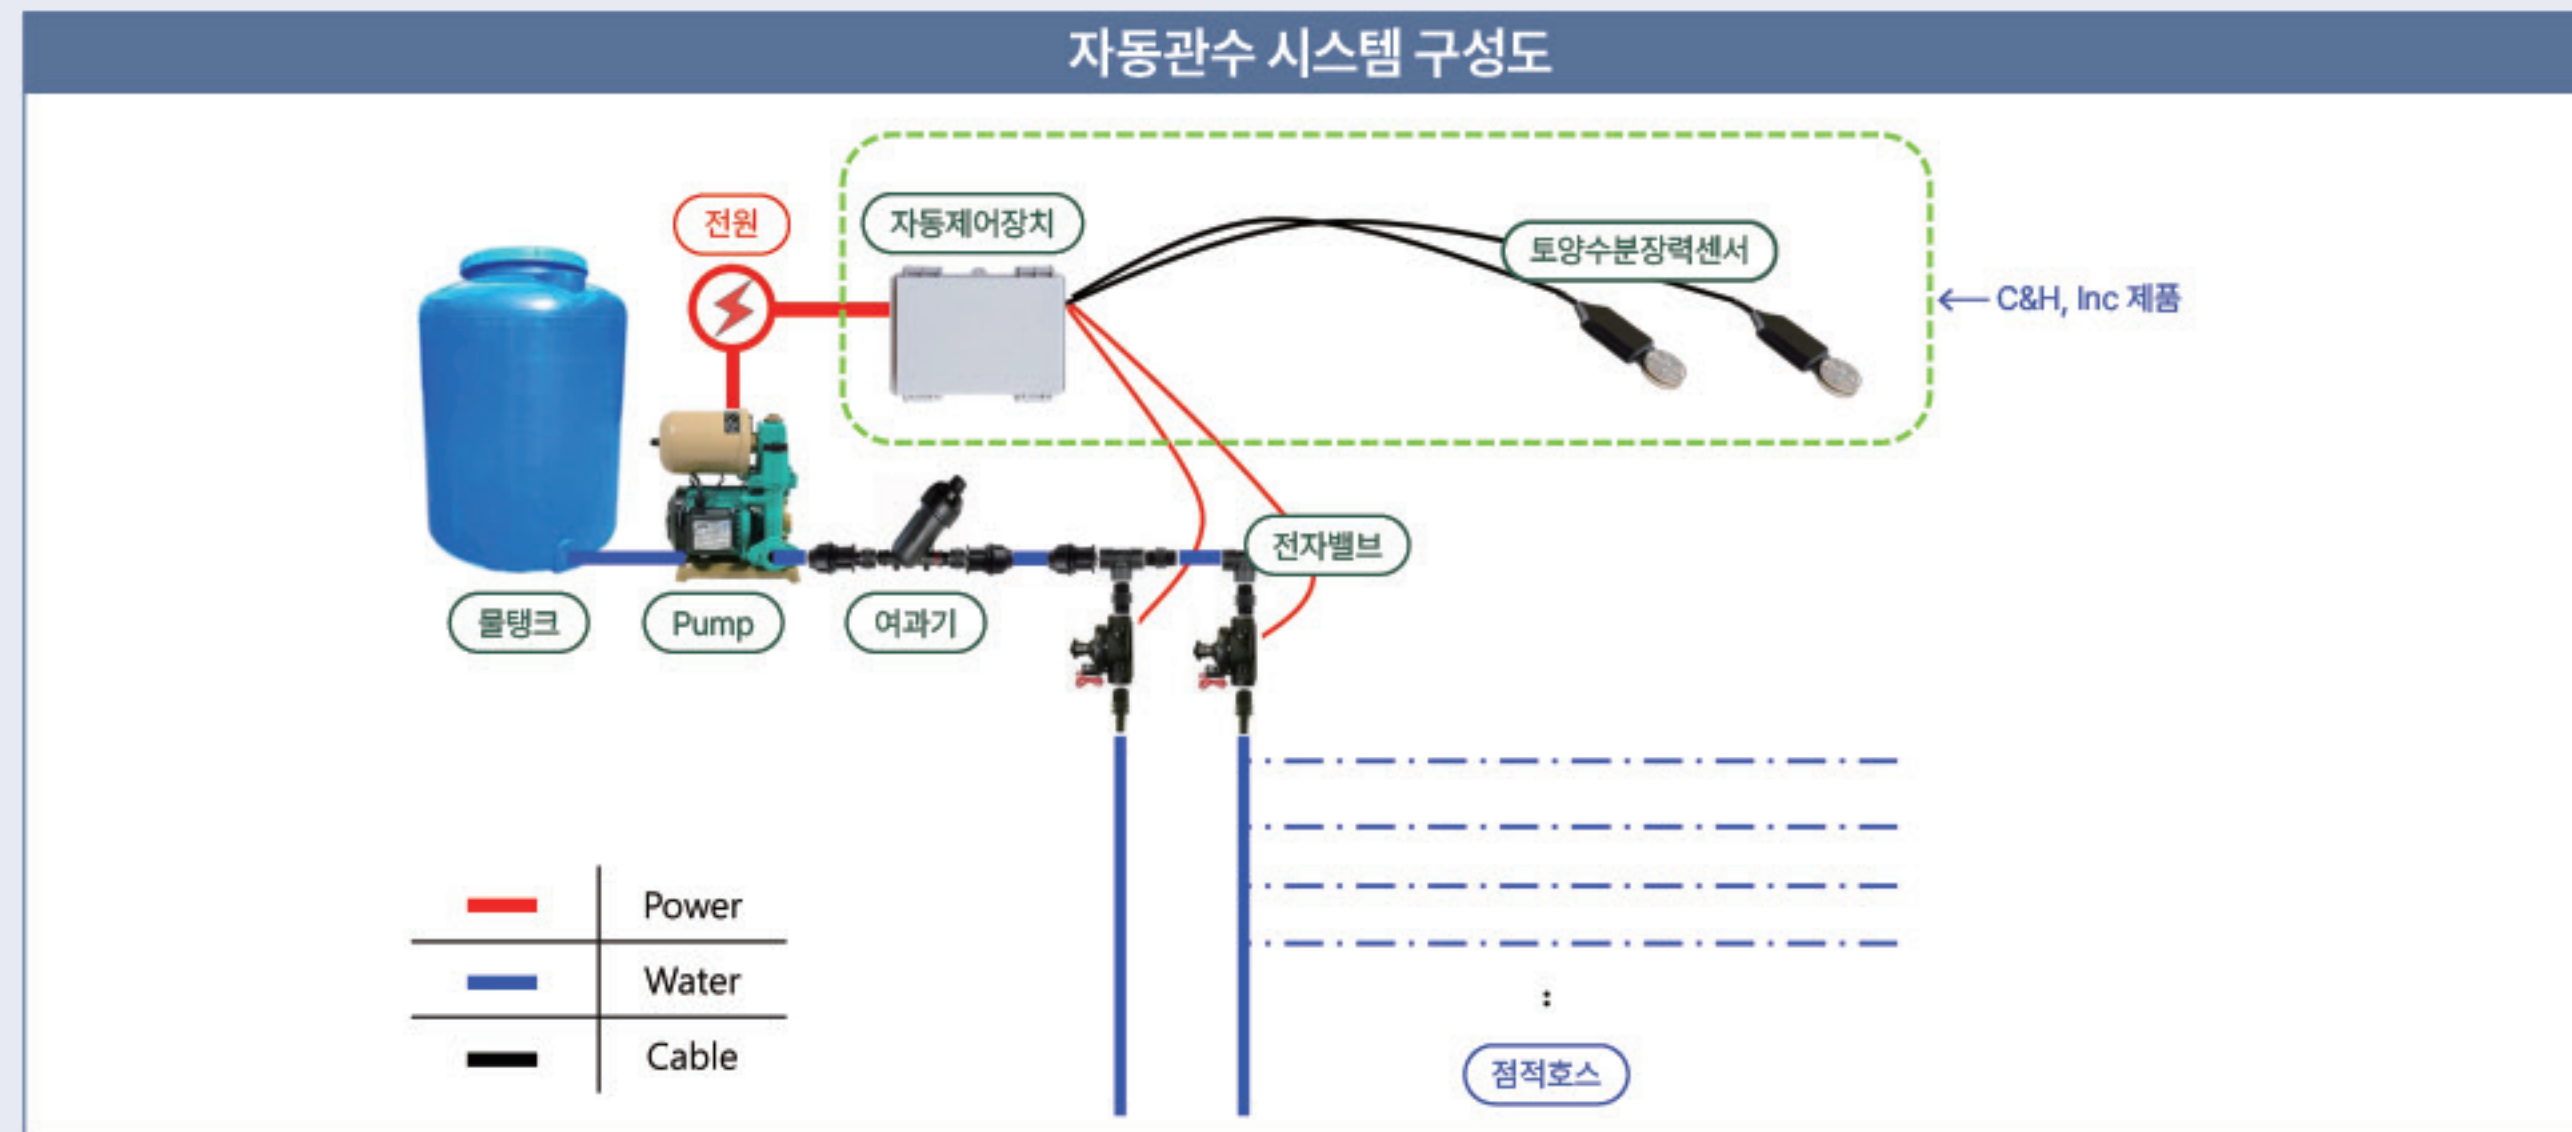 자동관수 시스템 구성도
전원
자동제어장치
토양수분장력센서
← C&H, Inc 제품
전자밸브
물탱크
Pump
여과기
Power
Water
Cable
:
점적호스